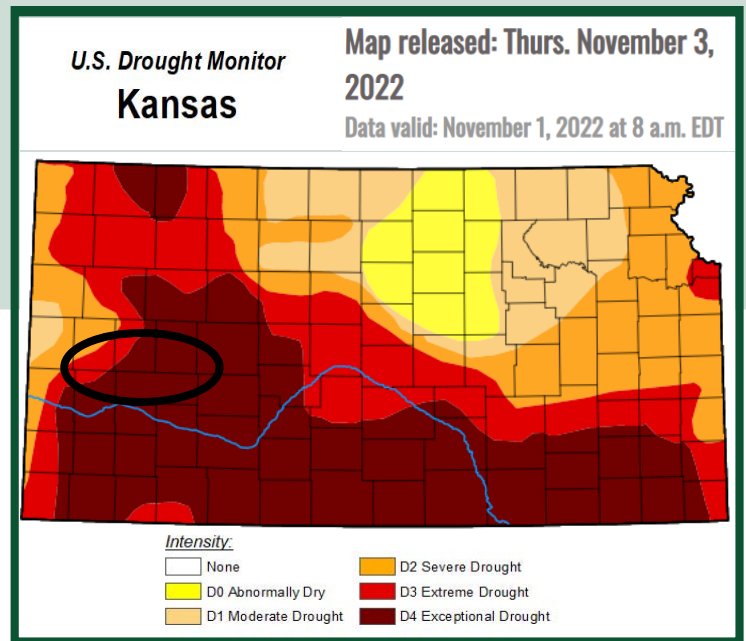 U.S. Drought Monitor
Kansas
Map released: Thurs. November 3,
2022
Data valid: November 1, 2022 at 8 a.m. EDT
Intensity:
None
D0 Abnormally Dry
D1 Moderate Drought
D2 Severe Drought
D3 Extreme Drought
D4 Exceptional Drought